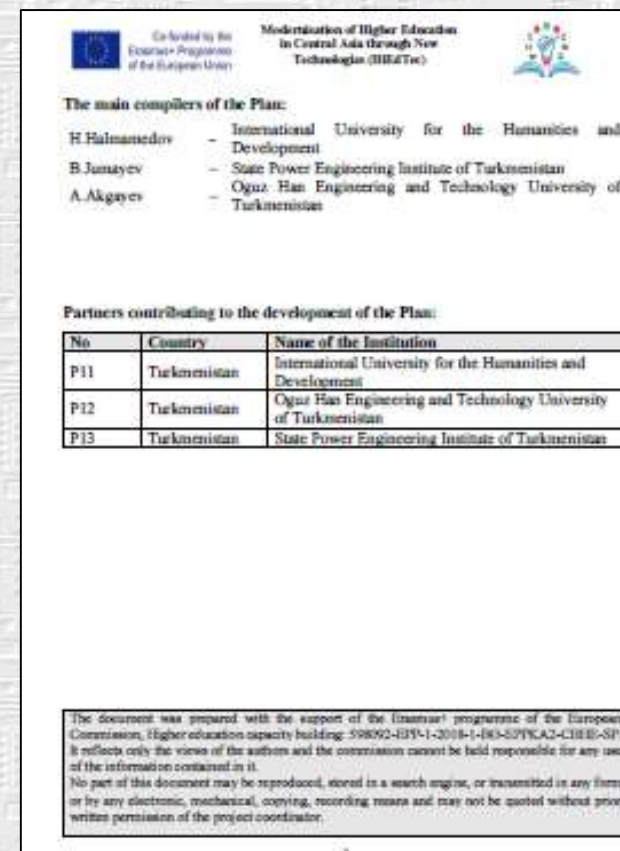 Co-funded by the
Erasmus+ Programme
of the European Union
Modernisation of Higher Education
in Central Asia through New
Technologies (HiEdTec)
The main compilers of the Plan:
H.Halmamedov – International University for the Humanities and
Development
B.Jumayev – State Power Engineering Institute of Turkmenistan
A.Akgayev – Oguz Han Engineering and Technology University of
Turkmenistan
Partners contributing to the development of the Plan:
No Country Name of the Institution
P11 Turkmenistan International University for the Humanities and
Development
P12 Turkmenistan Oguz Han Engineering and Technology University
of Turkmenistan
P13 Turkmenistan State Power Engineering Institute of Turkmenistan
The document was prepared with the support of the Erasmus+ programme of the European
Commission, Higher education capacity building: 598092-EPP-1-2018-1-BG-EPPKA2-CBHE-SP.
It reflects only the views of the authors and the commission cannot be held responsible for any use
of the information contained in it.
No part of this document may be reproduced, stored in a search engine, or transmitted in any form
or by any electronic, mechanical, copying, recording means and may not be quoted without prior
written permission of the project coordinator.